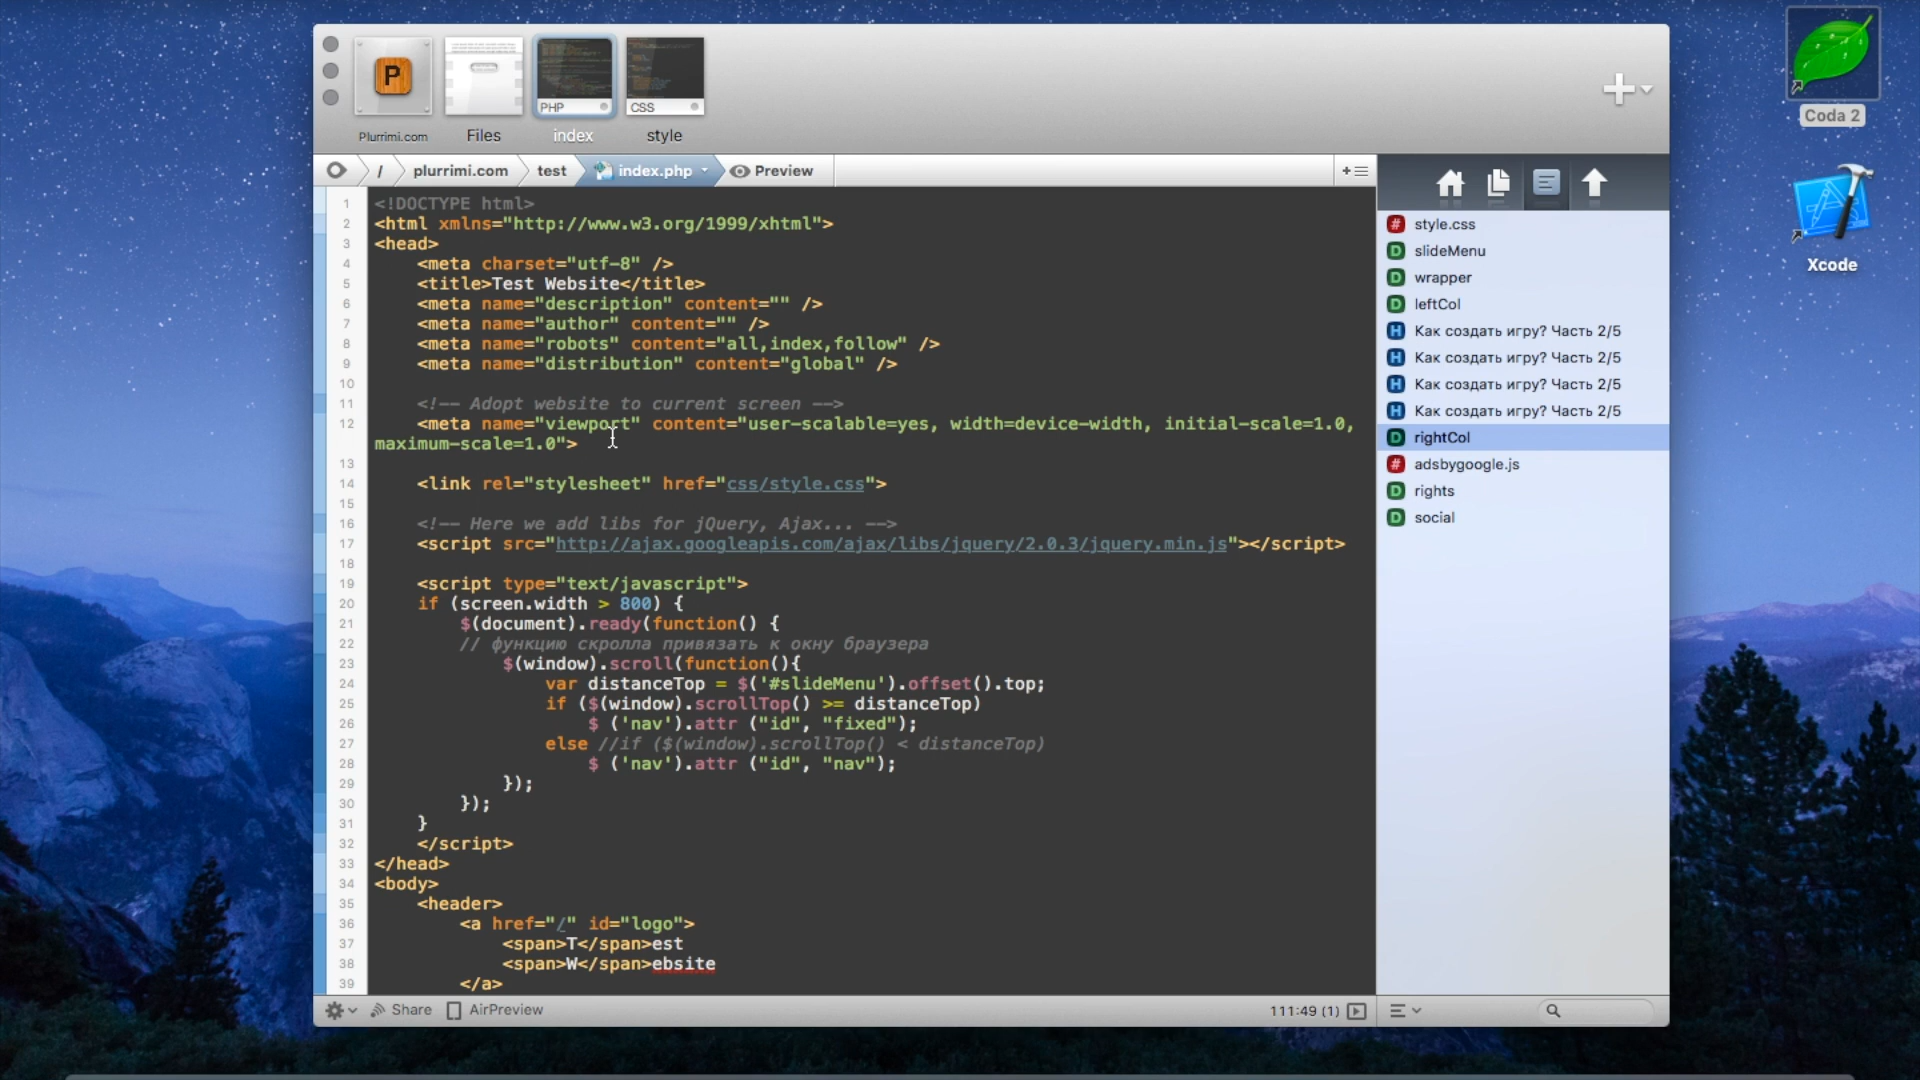 P
Plurrimi.com
Files
PHP
index
CSS
style
Coda 2
Xcode
/
plurrimi.com
test
index.php
Preview
1 <!DOCTYPE html>
2 <html xmlns="http://www.w3.org/1999/xhtml">
3 <head>
4 <meta charset="utf-8" />
5 <title>Test Website</title>
6 <meta name="description" content="" />
7 <meta name="author" content="" />
8 <meta name="robots" content="all,index,follow" />
9 <meta name="distribution" content="global" />
10
11 <!-- Adopt website to current screen -->
12 <meta name="viewport" content="user-scalable=yes, width=device-width, initial-scale=1.0,
maximum-scale=1.0">
13
14 <link rel="stylesheet" href="css/style.css">
15
16 <!-- Here we add libs for jQuery, Ajax... -->
17 <script src="http://ajax.googleapis.com/ajax/libs/jquery/2.0.3/jquery.min.js"></script>
18
19 <script type="text/javascript">
20 if (screen.width > 800) {
21 $(document).ready(function() {
22 // функцию скролла привязать к окну браузера
23 $(window).scroll(function(){
24 var distanceTop = $('#slideMenu').offset().top;
25 if ($(window).scrollTop() >= distanceTop)
26 $ ('nav').attr ("id", "fixed");
27 else //if ($(window).scrollTop() < distanceTop)
28 $ ('nav').attr ("id", "nav");
29 });
30 });
31 }
32 </script>
33 </head>
34 <body>
35 <header>
36 <a href="/" id="logo">
37 <span>T</span>est
38 <span>W</span>ebsite
39 </a>
# style.css
D slideMenu
D wrapper
D leftCol
H Как создать игру? Часть 2/5
H Как создать игру? Часть 2/5
H Как создать игру? Часть 2/5
H Как создать игру? Часть 2/5
D rightCol
# adsbygoogle.js
D rights
D social
Share
AirPreview
111:49 (1)